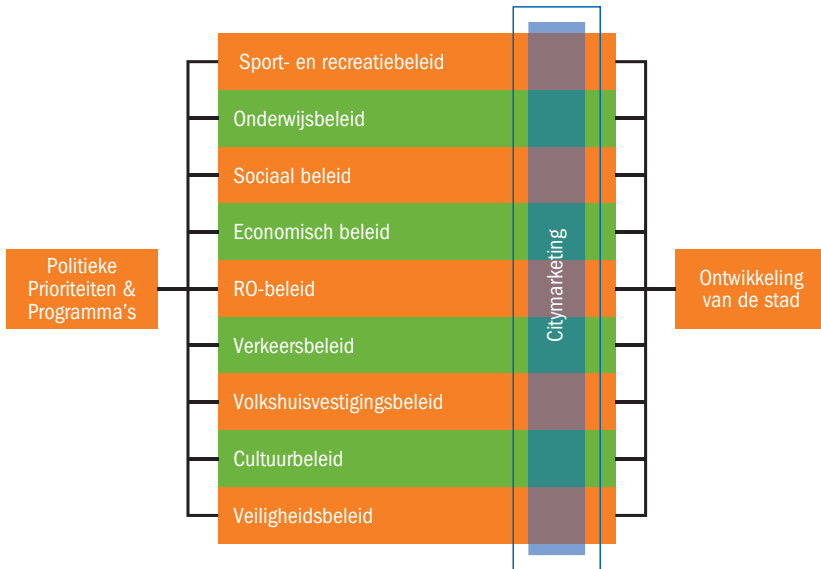 Politieke
Prioriteiten &
Programma's
Sport- en recreatiebeleid
Onderwijsbeleid
Sociaal beleid
Economisch beleid
RO-beleid
Verkeersbeleid
Volkshuisvestigingsbeleid
Cultuurbeleid
Veiligheidsbeleid
Citymarketing
Ontwikkeling
van de stad